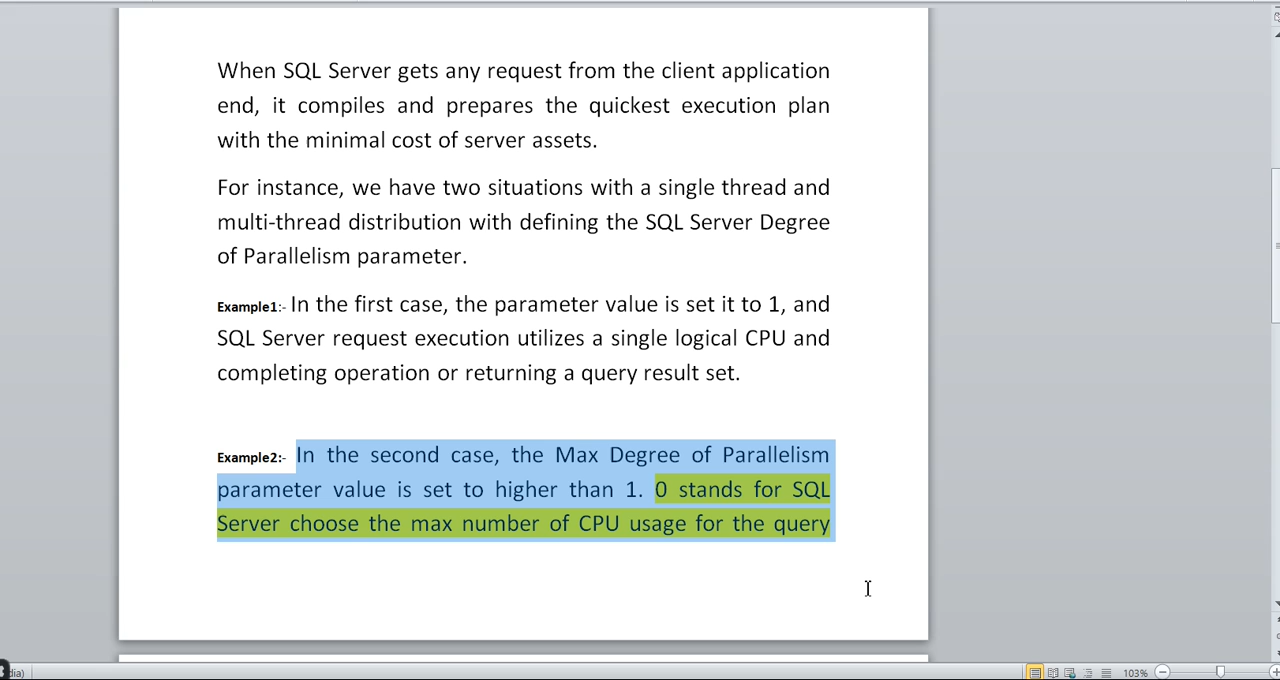 When SQL Server gets any request from the client application
end, it compiles and prepares the quickest execution plan
with the minimal cost of server assets.
For instance, we have two situations with a single thread and
multi-thread distribution with defining the SQL Server Degree
of Parallelism parameter.
Example1:- In the first case, the parameter value is set it to 1, and
SQL Server request execution utilizes a single logical CPU and
completing operation or returning a query result set.
Example2:- In the second case, the Max Degree of Parallelism
parameter value is set to higher than 1. 0 stands for SQL
Server choose the max number of CPU usage for the query
103%